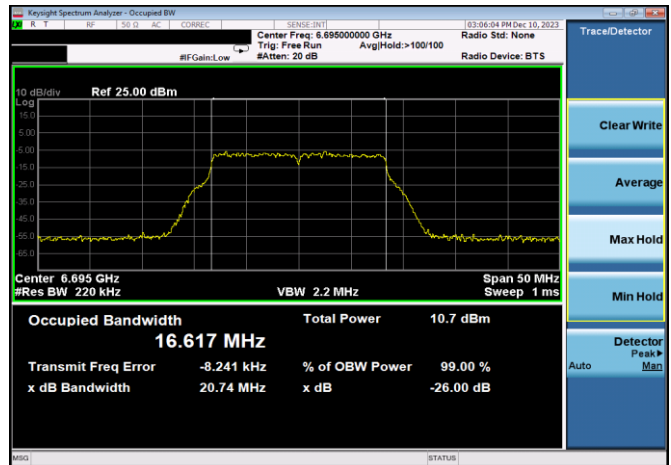 Keysight Spectrum Analyzer - Occupied BW
LXI R T RF 50 Ω AC CORREC SENSE:INT 03:06:04 PM Dec 10, 2023
Center Freq: 6.695000000 GHz Radio Std: None
Trig: Free Run Avg|Hold:>100/100
#IFGain:Low #Atten: 20 dB Radio Device: BTS
Trace/Detector
10 dB/div Ref 25.00 dBm
Log
15.0
5.00
-5.00
-15.0
-25.0
-35.0
-45.0
-55.0
-65.0
Center 6.695 GHz Span 50 MHz
#Res BW 220 kHz VBW 2.2 MHz Sweep 1 ms
Occupied Bandwidth Total Power 10.7 dBm
16.617 MHz
Transmit Freq Error -8.241 kHz % of OBW Power 99.00 %
x dB Bandwidth 20.74 MHz x dB -26.00 dB
Clear Write
Average
Max Hold
Min Hold
Detector
Peak▶
Auto Man
MSG STATUS